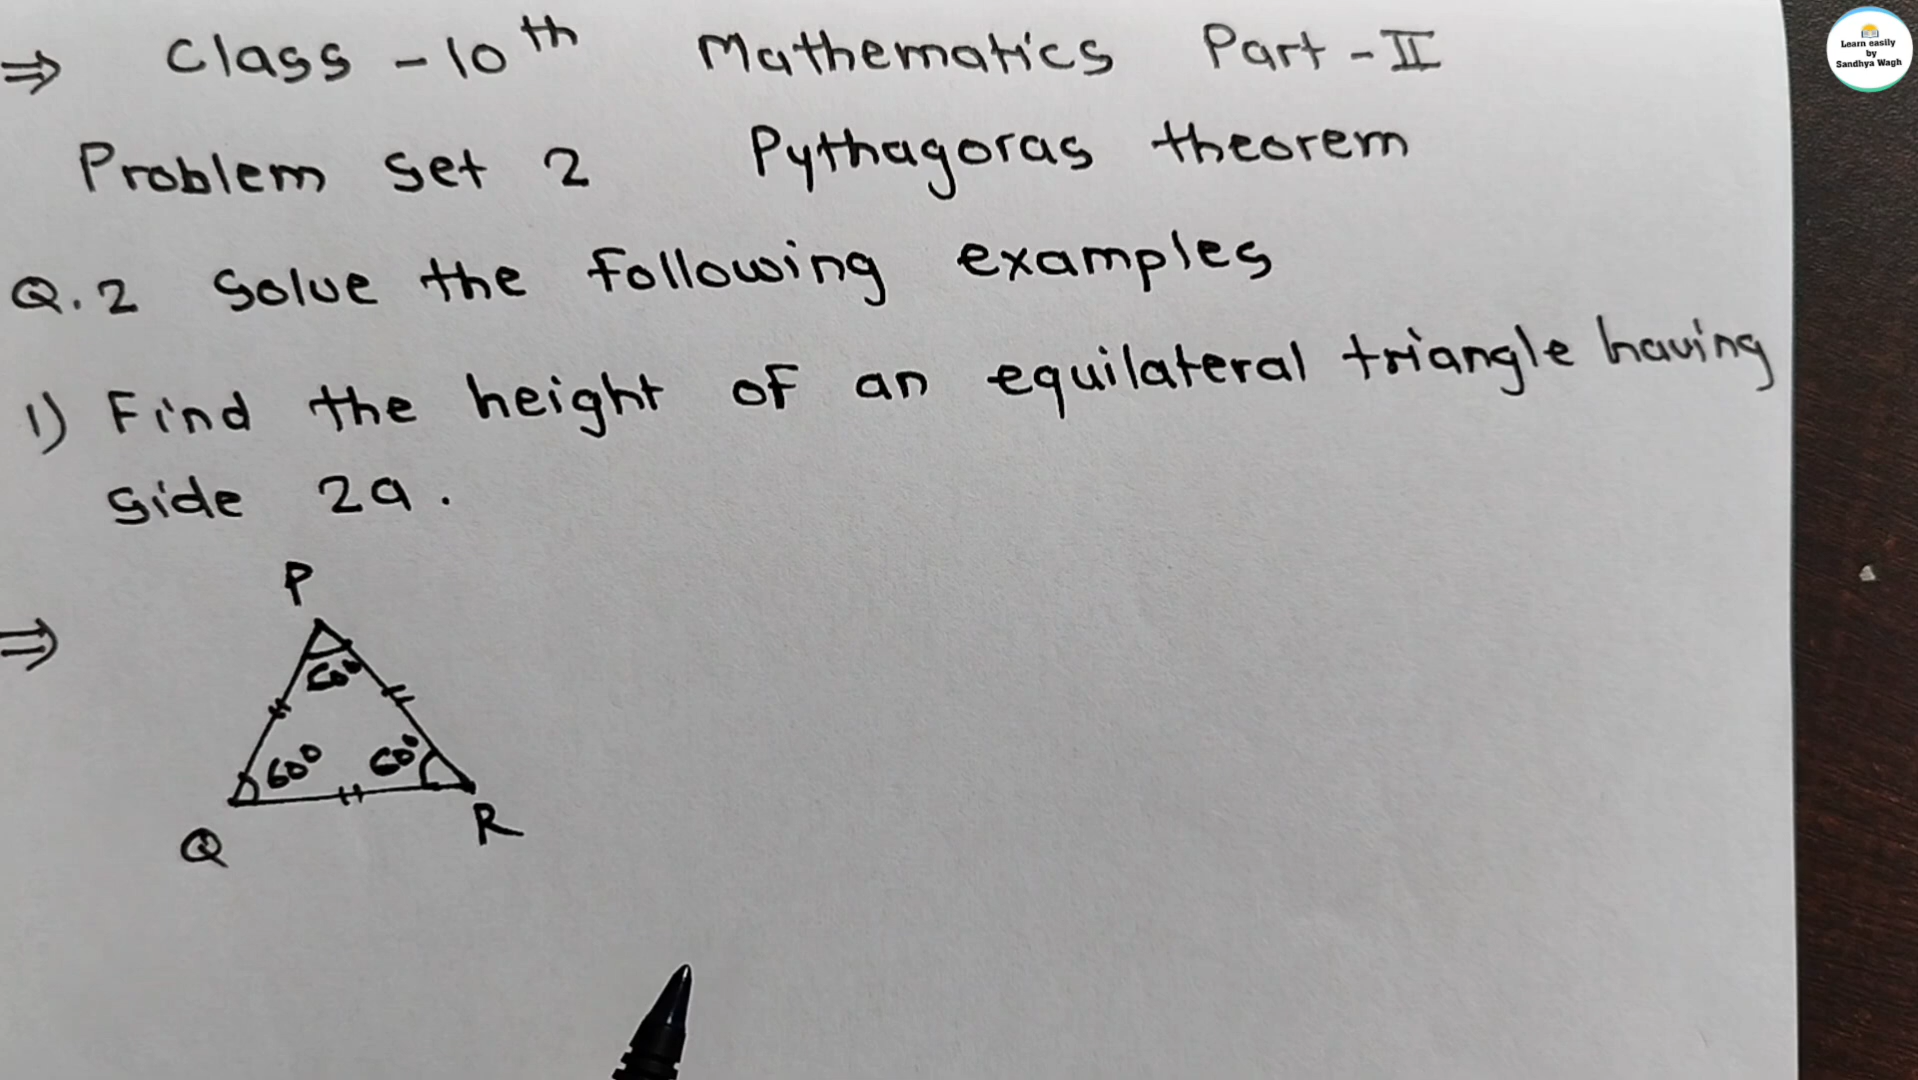 ⇒ Class - 10th Mathematics Part - II
Problem set 2 Pythagoras theorem
Q.2 Solve the following examples
1) Find the height of an equilateral triangle having
side 2a.
⇒
P
60°
60° 60°
Q R
Learn easily
by
Sandhya Wagh